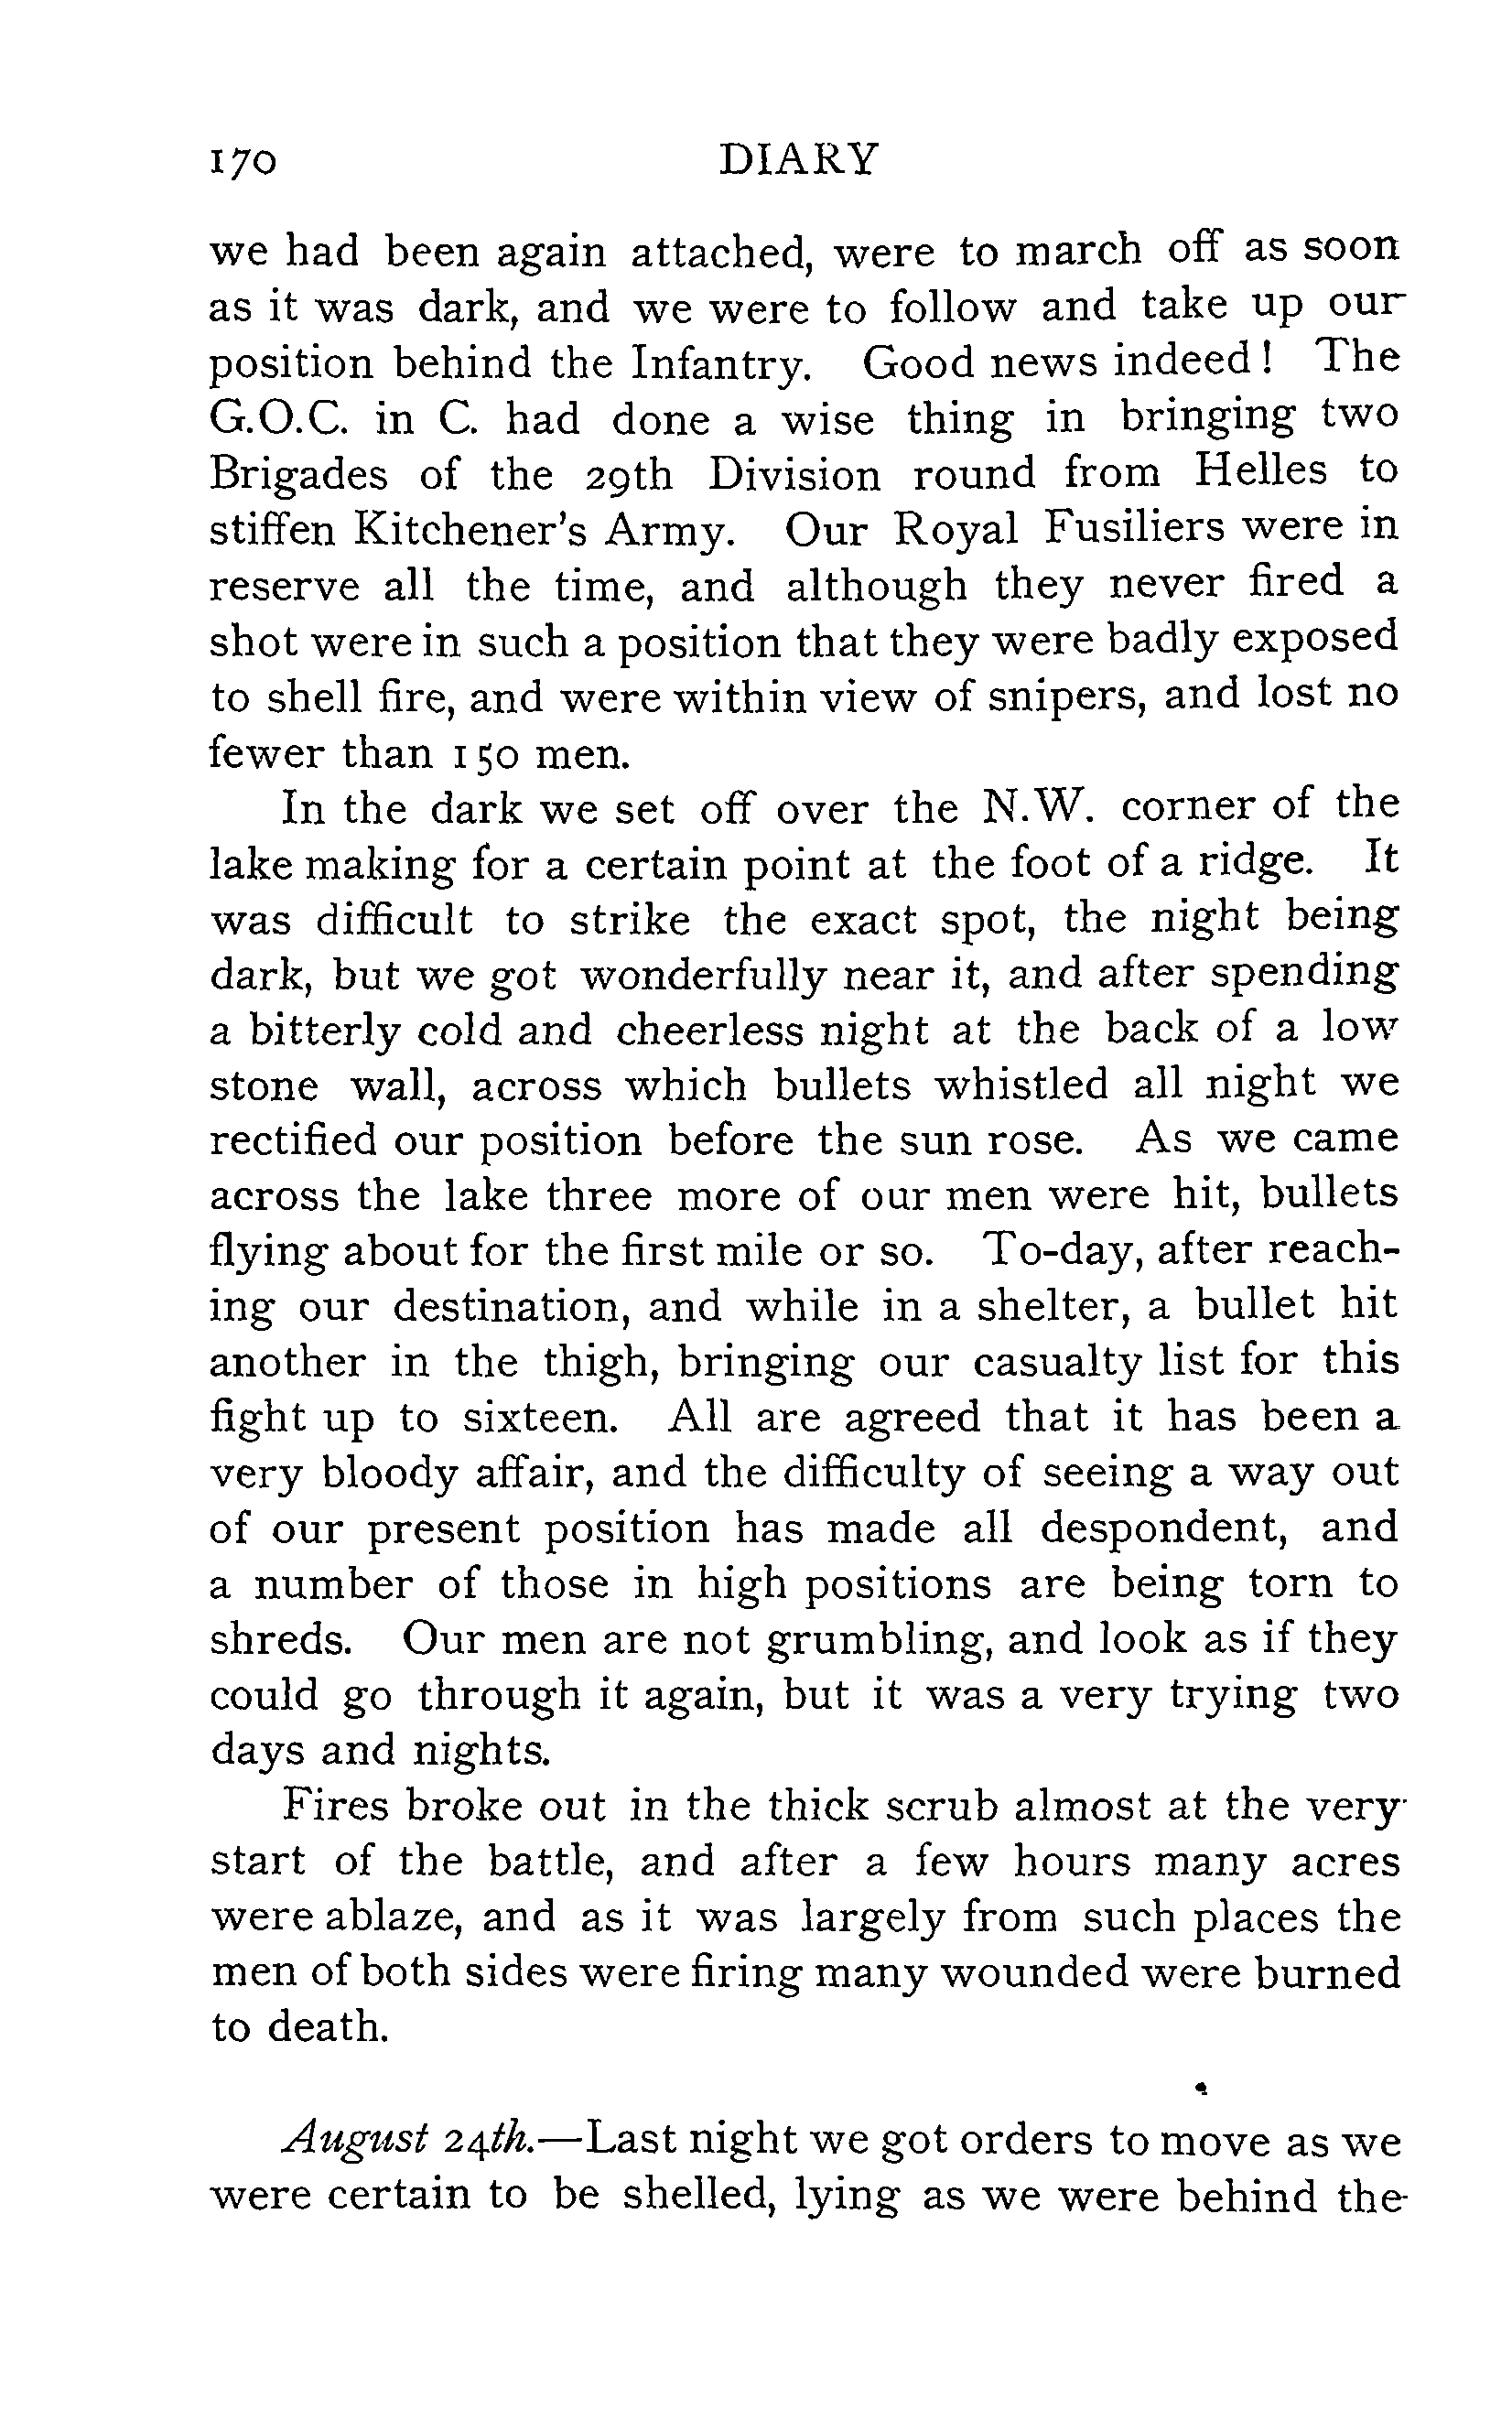 170 DIARY
we had been again attached, were to march off as soon
as it was dark, and we were to follow and take up our
position behind the Infantry. Good news indeed! The
G.O.C. in C. had done a wise thing in bringing two
Brigades of the 29th Division round from Helles to
stiffen Kitchener's Army. Our Royal Fusiliers were in
reserve all the time, and although they never fired a
shot were in such a position that they were badly exposed
to shell fire, and were within view of snipers, and lost no
fewer than 150 men.
In the dark we set off over the N.W. corner of the
lake making for a certain point at the foot of a ridge. It
was difficult to strike the exact spot, the night being
dark, but we got wonderfully near it, and after spending
a bitterly cold and cheerless night at the back of a low
stone wall, across which bullets whistled all night we
rectified our position before the sun rose. As we came
across the lake three more of our men were hit, bullets
flying about for the first mile or so. To-day, after reach-
ing our destination, and while in a shelter, a bullet hit
another in the thigh, bringing our casualty list for this
fight up to sixteen. All are agreed that it has been a
very bloody affair, and the difficulty of seeing a way out
of our present position has made all despondent, and
a number of those in high positions are being torn to
shreds. Our men are not grumbling, and look as if they
could go through it again, but it was a very trying two
days and nights.
Fires broke out in the thick scrub almost at the very
start of the battle, and after a few hours many acres
were ablaze, and as it was largely from such places the
men of both sides were firing many wounded were burned
to death.
August 24th.—Last night we got orders to move as we
were certain to be shelled, lying as we were behind the